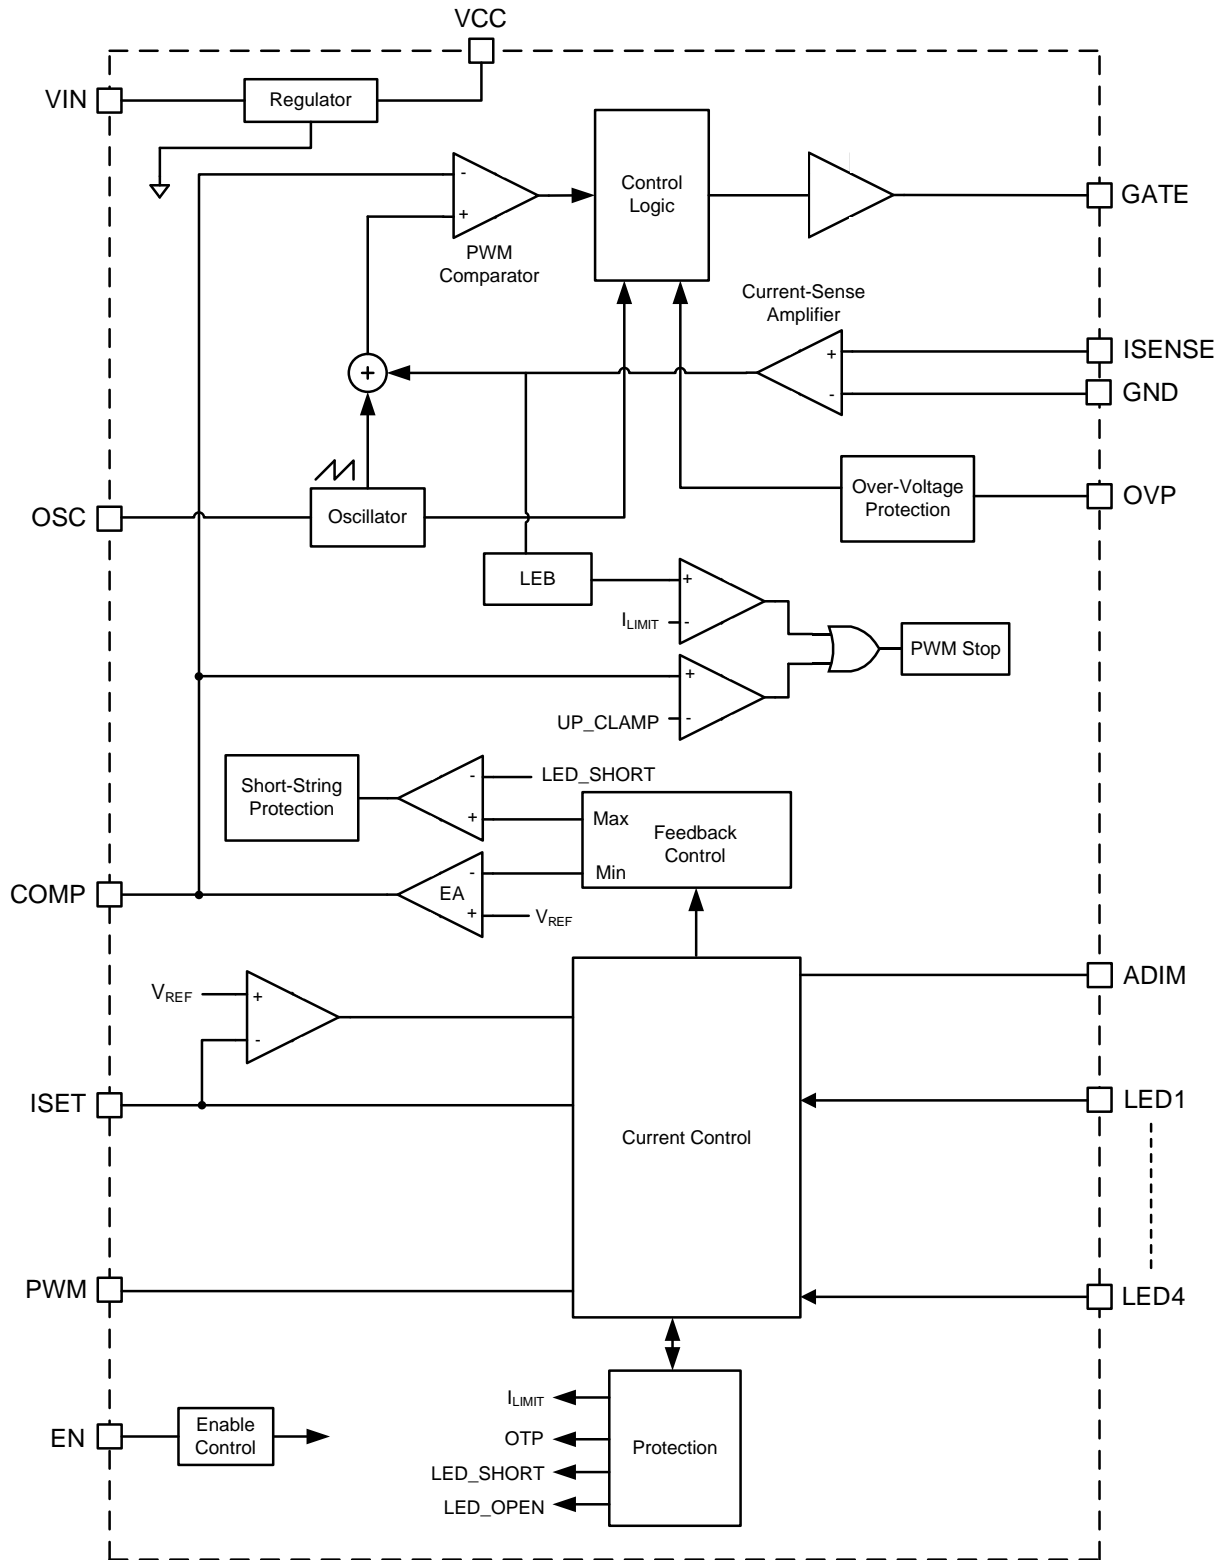 VCC
VIN
Regulator
-
+
PWM
Comparator
Control
Logic
GATE
Current-Sense
Amplifier
+
-
ISENSE
GND
+
OSC
Oscillator
Over-Voltage
Protection
OVP
LEB
+
-
ILIMIT
PWM Stop
+
-
UP_CLAMP
Short-String
Protection
-
+
LED_SHORT
Max
Min
Feedback
Control
COMP
EA
-
+
VREF
VREF
+
-
ADIM
ISET
Current Control
LED1
PWM
LED4
EN
Enable
Control
ILIMIT
OTP
LED_SHORT
LED_OPEN
Protection